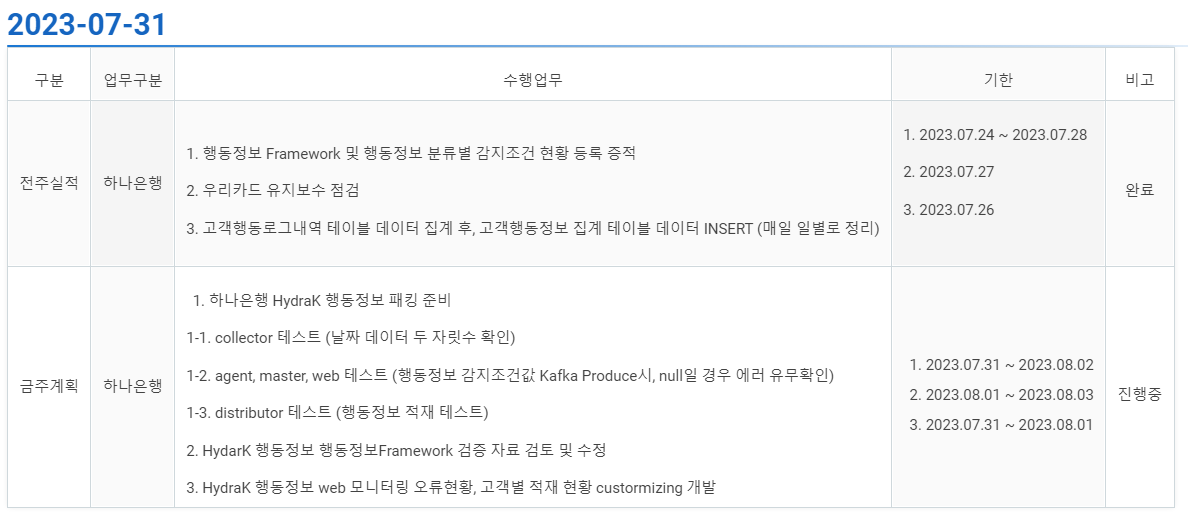 2023-07-31
구분 업무구분 수행업무 기한 비고
전주실적 하나은행
1. 행동정보 Framework 및 행동정보 분류별 감지조건 현황 등록 증적
2. 우리카드 유지보수 점검
3. 고객행동로그내역 테이블 데이터 집계 후, 고객행동정보 집계 테이블 데이터 INSERT (매일 일별로 정리)
1. 2023.07.24 ~ 2023.07.28
2. 2023.07.27
3. 2023.07.26
완료
금주계획 하나은행
1. 하나은행 HydraK 행동정보 패킹 준비
1-1. collector 테스트 (날짜 데이터 두 자릿수 확인)
1-2. agent, master, web 테스트 (행동정보 감지조건값 Kafka Produce시, null일 경우 에러 유무확인)
1-3. distributor 테스트 (행동정보 적재 테스트)
2. HydarK 행동정보 행동정보Framework 검증 자료 검토 및 수정
3. HydraK 행동정보 web 모니터링 오류현황, 고객별 적재 현황 custormizing 개발
1. 2023.07.31 ~ 2023.08.02
2. 2023.08.01 ~ 2023.08.03
3. 2023.07.31 ~ 2023.08.01
진행중